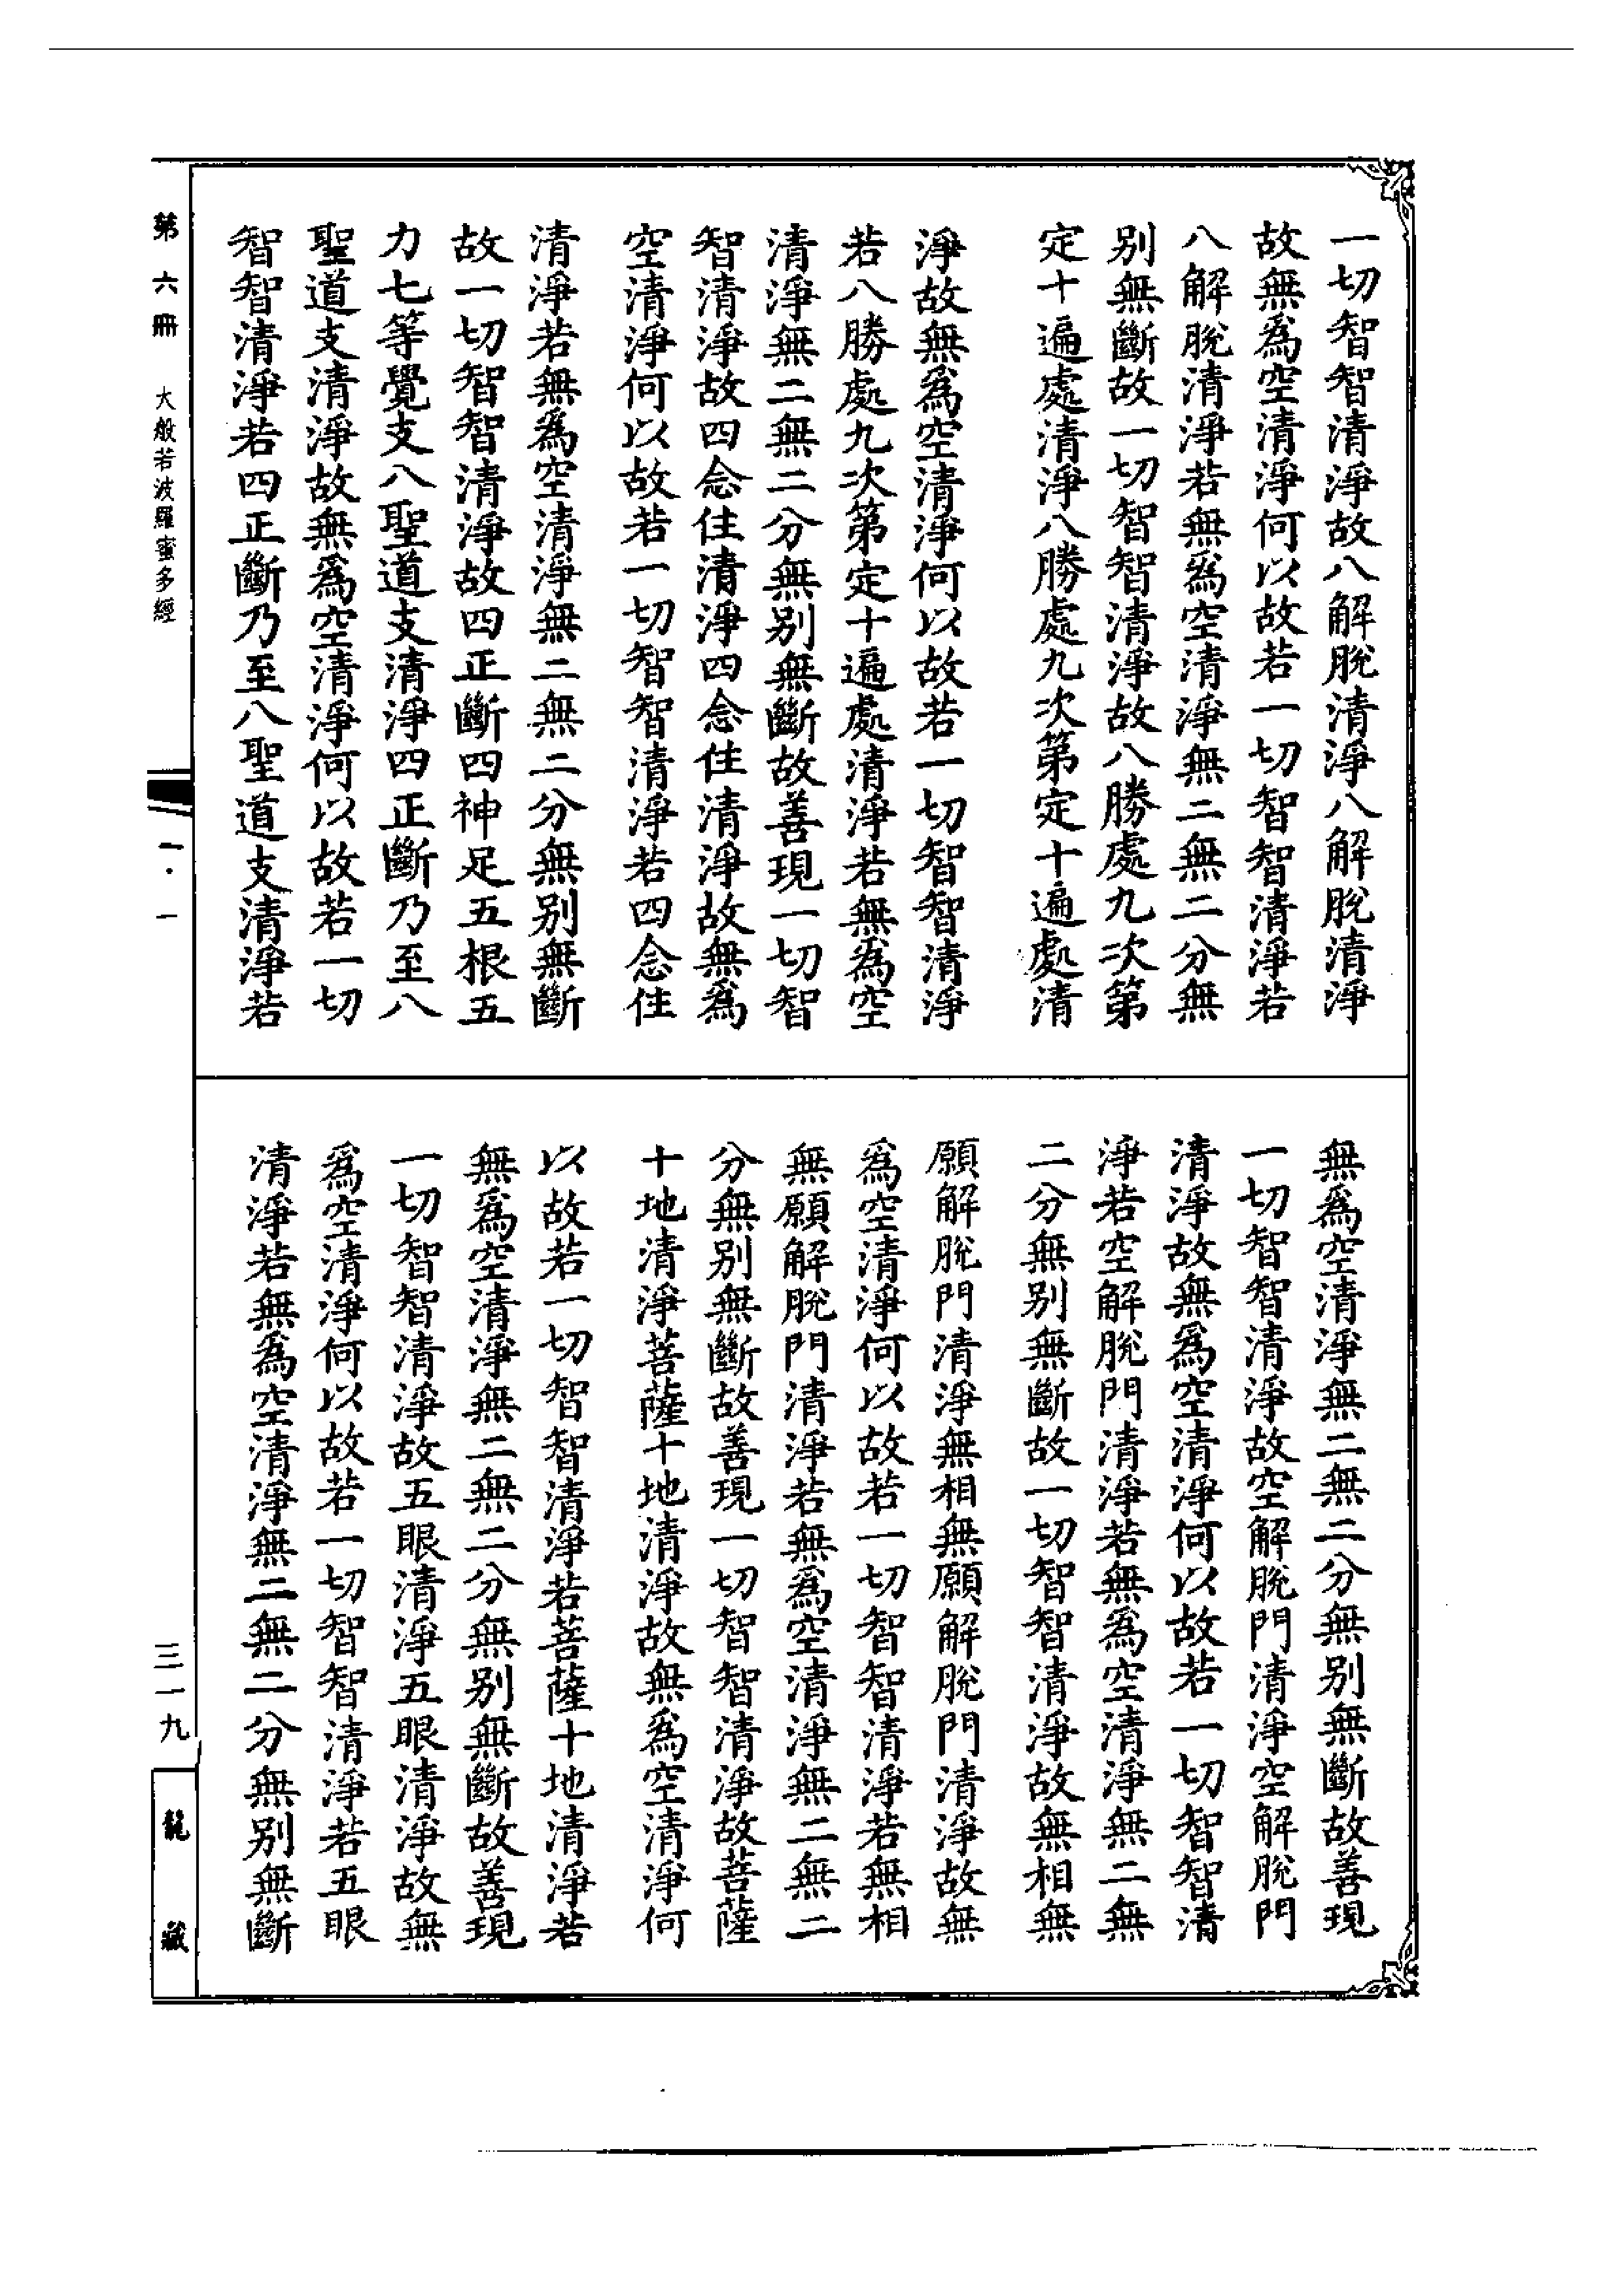 一切智智清淨故八解脫清淨八解脫清淨
故無為空清淨何以故若一切智智清淨若
八解脫清淨若無為空清淨無二無二分無
別無斷故一切智智清淨故八勝處九次第
定十遍處清淨八勝處九次第定十遍處清
淨故無為空清淨何以故若一切智智清淨
若八勝處九次第定十遍處清淨若無為空
清淨無二無二分無別無斷故善現一切智
智清淨故四念住清淨四念住清淨故無為
空清淨何以故若一切智智清淨若四念住
清淨若無為空清淨無二無二分無別無斷
故一切智智清淨故四正斷四神足五根五
力七等覺支八聖道支清淨四正斷乃至八
聖道支清淨故無為空清淨何以故若一切
智智清淨若四正斷乃至八聖道支清淨若
無為空清淨無二無二分無別無斷故善現
一切智智清淨故空解脫門清淨空解脫門
清淨故無為空清淨何以故若一切智智清
淨若空解脫門清淨若無為空清淨無二無
二分無別無斷故一切智智清淨故無相無
願解脫門清淨無相無願解脫門清淨故無
為空清淨何以故若一切智智清淨若無相
無願解脫門清淨若無為空清淨無二無二
分無別無斷故善現一切智智清淨故菩薩
十地清淨菩薩十地清淨故無為空清淨何
以故若一切智智清淨若菩薩十地清淨若
無為空清淨無二無二分無別無斷故善現
一切智智清淨故五眼清淨五眼清淨故無
為空清淨何以故若一切智智清淨若五眼
清淨若無為空清淨無二無二分無別無斷
第六冊 大般若波羅蜜多經
一·一
三一九
龍藏